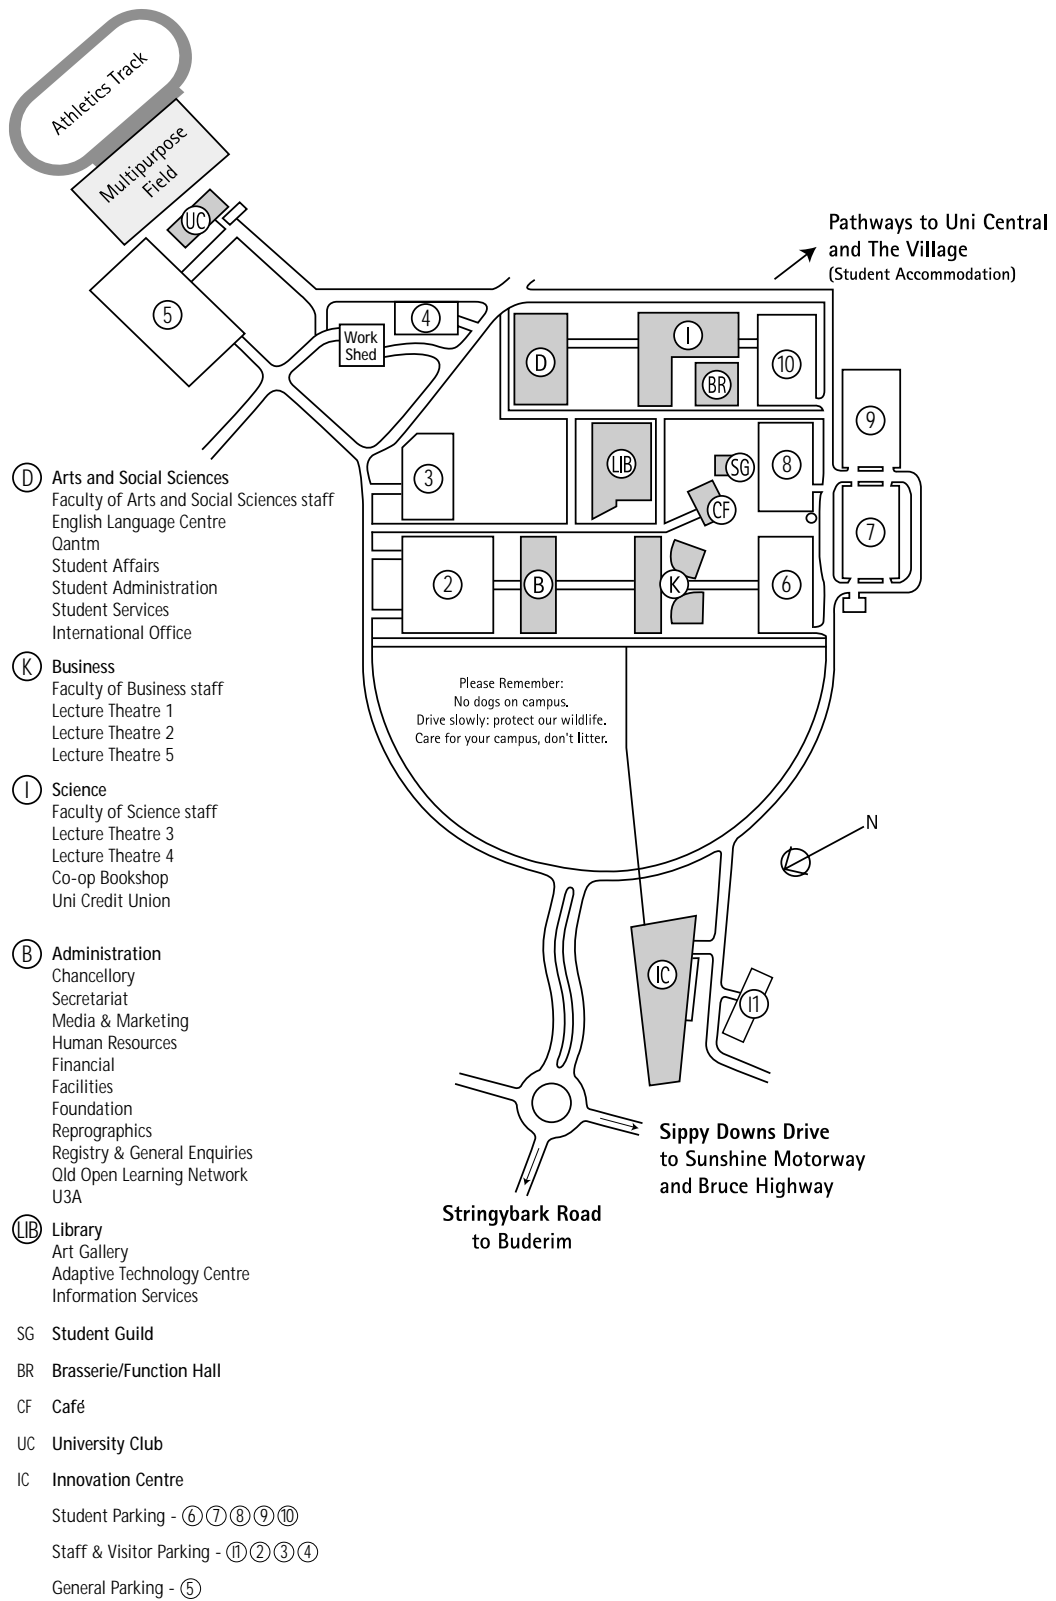 Athletics Track
Multipurpose
Field
UC
Pathways to Uni Central
and The Village
(Student Accommodation)
5
4
Work
Shed
D
I
BR
10
9
3
LIB
SG
8
CF
7
2
B
K
6
Please Remember:
No dogs on campus.
Drive slowly: protect our wildlife.
Care for your campus, don't litter.
N
IC
I1
Sippy Downs Drive
to Sunshine Motorway
and Bruce Highway
Stringybark Road
to Buderim
D Arts and Social Sciences
Faculty of Arts and Social Sciences staff
English Language Centre
Qantm
Student Affairs
Student Administration
Student Services
International Office
K Business
Faculty of Business staff
Lecture Theatre 1
Lecture Theatre 2
Lecture Theatre 5
I Science
Faculty of Science staff
Lecture Theatre 3
Lecture Theatre 4
Co-op Bookshop
Uni Credit Union
B Administration
Chancellory
Secretariat
Media & Marketing
Human Resources
Financial
Facilities
Foundation
Reprographics
Registry & General Enquiries
Qld Open Learning Network
U3A
LIB Library
Art Gallery
Adaptive Technology Centre
Information Services
SG Student Guild
BR Brasserie/Function Hall
CF Café
UC University Club
IC Innovation Centre
Student Parking - 6 7 8 9 10
Staff & Visitor Parking - I1 2 3 4
General Parking - 5